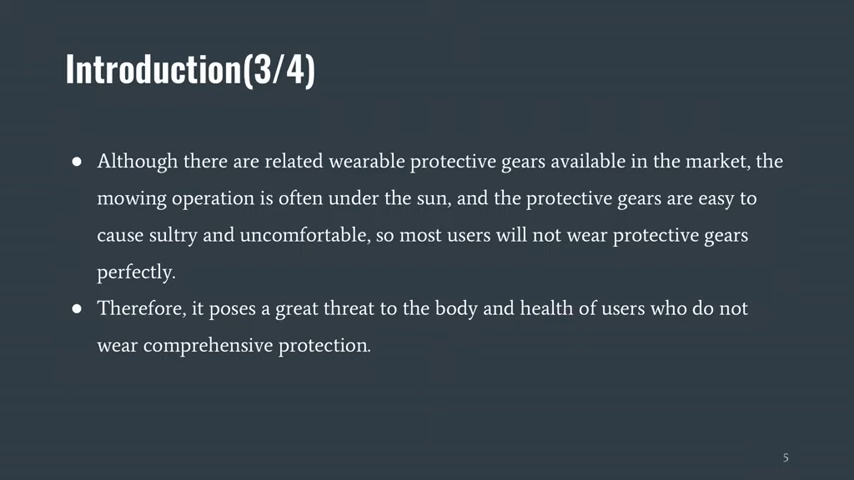 Introduction(3/4)
● Although there are related wearable protective gears available in the market, the
mowing operation is often under the sun, and the protective gears are easy to
cause sultry and uncomfortable, so most users will not wear protective gears
perfectly.
● Therefore, it poses a great threat to the body and health of users who do not
wear comprehensive protection.
5